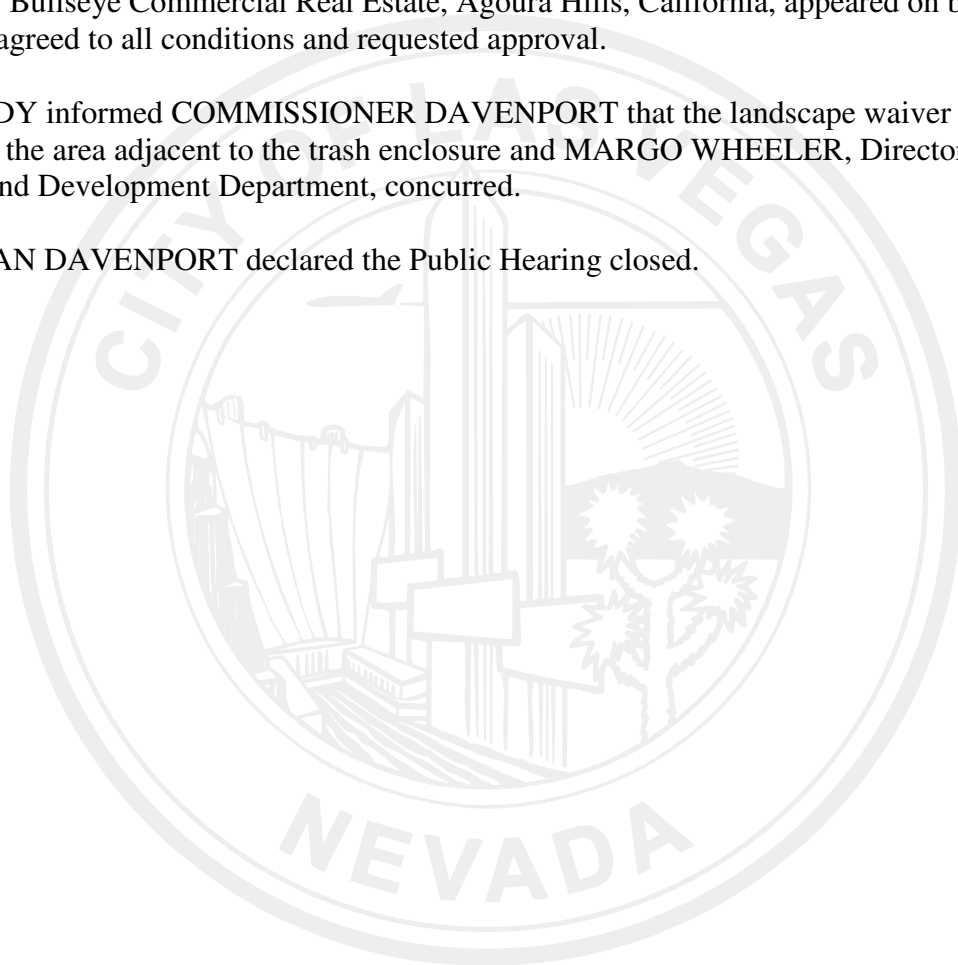 Bullseye Commercial Real Estate, Agoura Hills, California, appeared on
agreed to all conditions and requested approval.
DY informed COMMISSIONER DAVENPORT that the landscape waiver
the area adjacent to the trash enclosure and MARGO WHEELER, Director
nd Development Department, concurred.
AN DAVENPORT declared the Public Hearing closed.
CITY OF LAS VEGAS
NEVADA